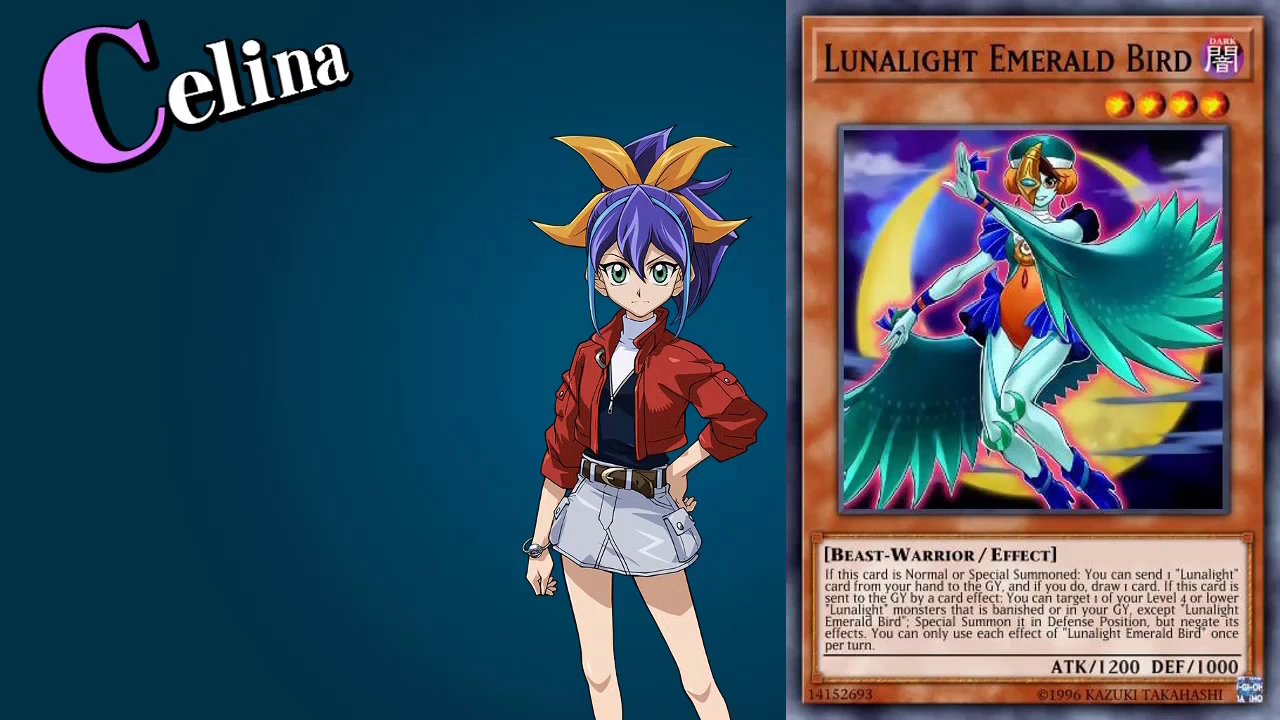 Celina
LUNALIGHT EMERALD BIRD
DARK
闇
[BEAST-WARRIOR / EFFECT]
If this card is Normal or Special Summoned: You can send 1 "Lunalight"
card from your hand to the GY, and if you do, draw 1 card. If this card is
sent to the GY by a card effect: You can target 1 of your Level 4 or lower
"Lunalight" monsters that is banished or in your GY, except "Lunalight
Emerald Bird"; Special Summon it in Defense Position, but negate its
effects. You can only use each effect of "Lunalight Emerald Bird" once
per turn.
ATK/1200 DEF/1000
14152693
©1996 KAZUKI TAKAHASHI